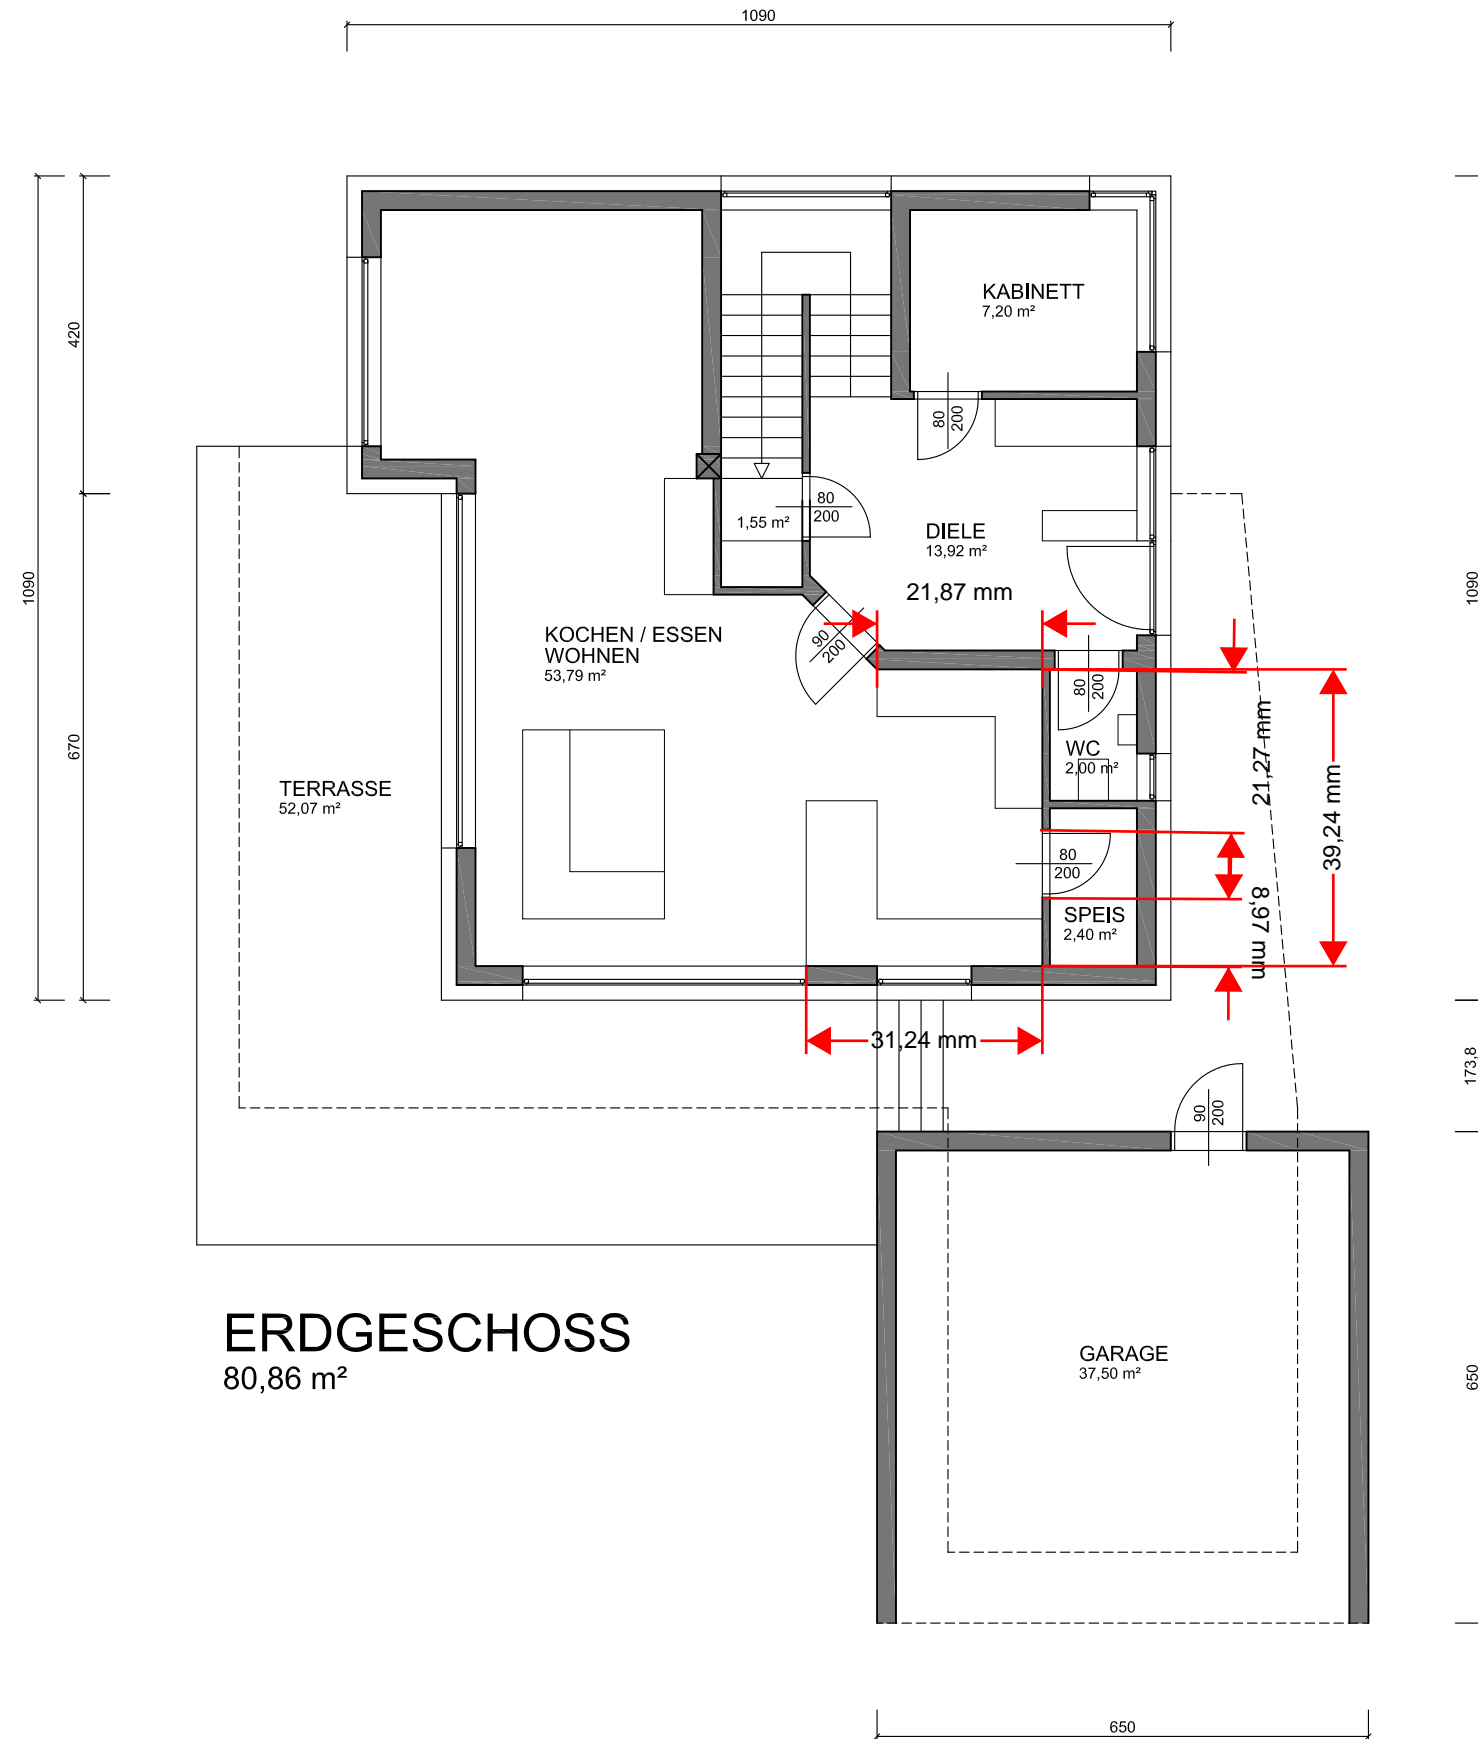 1090
420
1090
670
KABINETT
7,20 m²
80
200
80
200
1,55 m²
DIELE
13,92 m²
21,87 mm
1090
KOCHEN / ESSEN
WOHNEN
53,79 m²
90
200
80
200
WC
2,00 m²
21,27 mm
39,24 mm
TERRASSE
52,07 m²
80
200
SPEIS
2,40 m²
8,97 mm
31,24 mm
173,8
90
200
ERDGESCHOSS
80,86 m²
GARAGE
37,50 m²
650
650